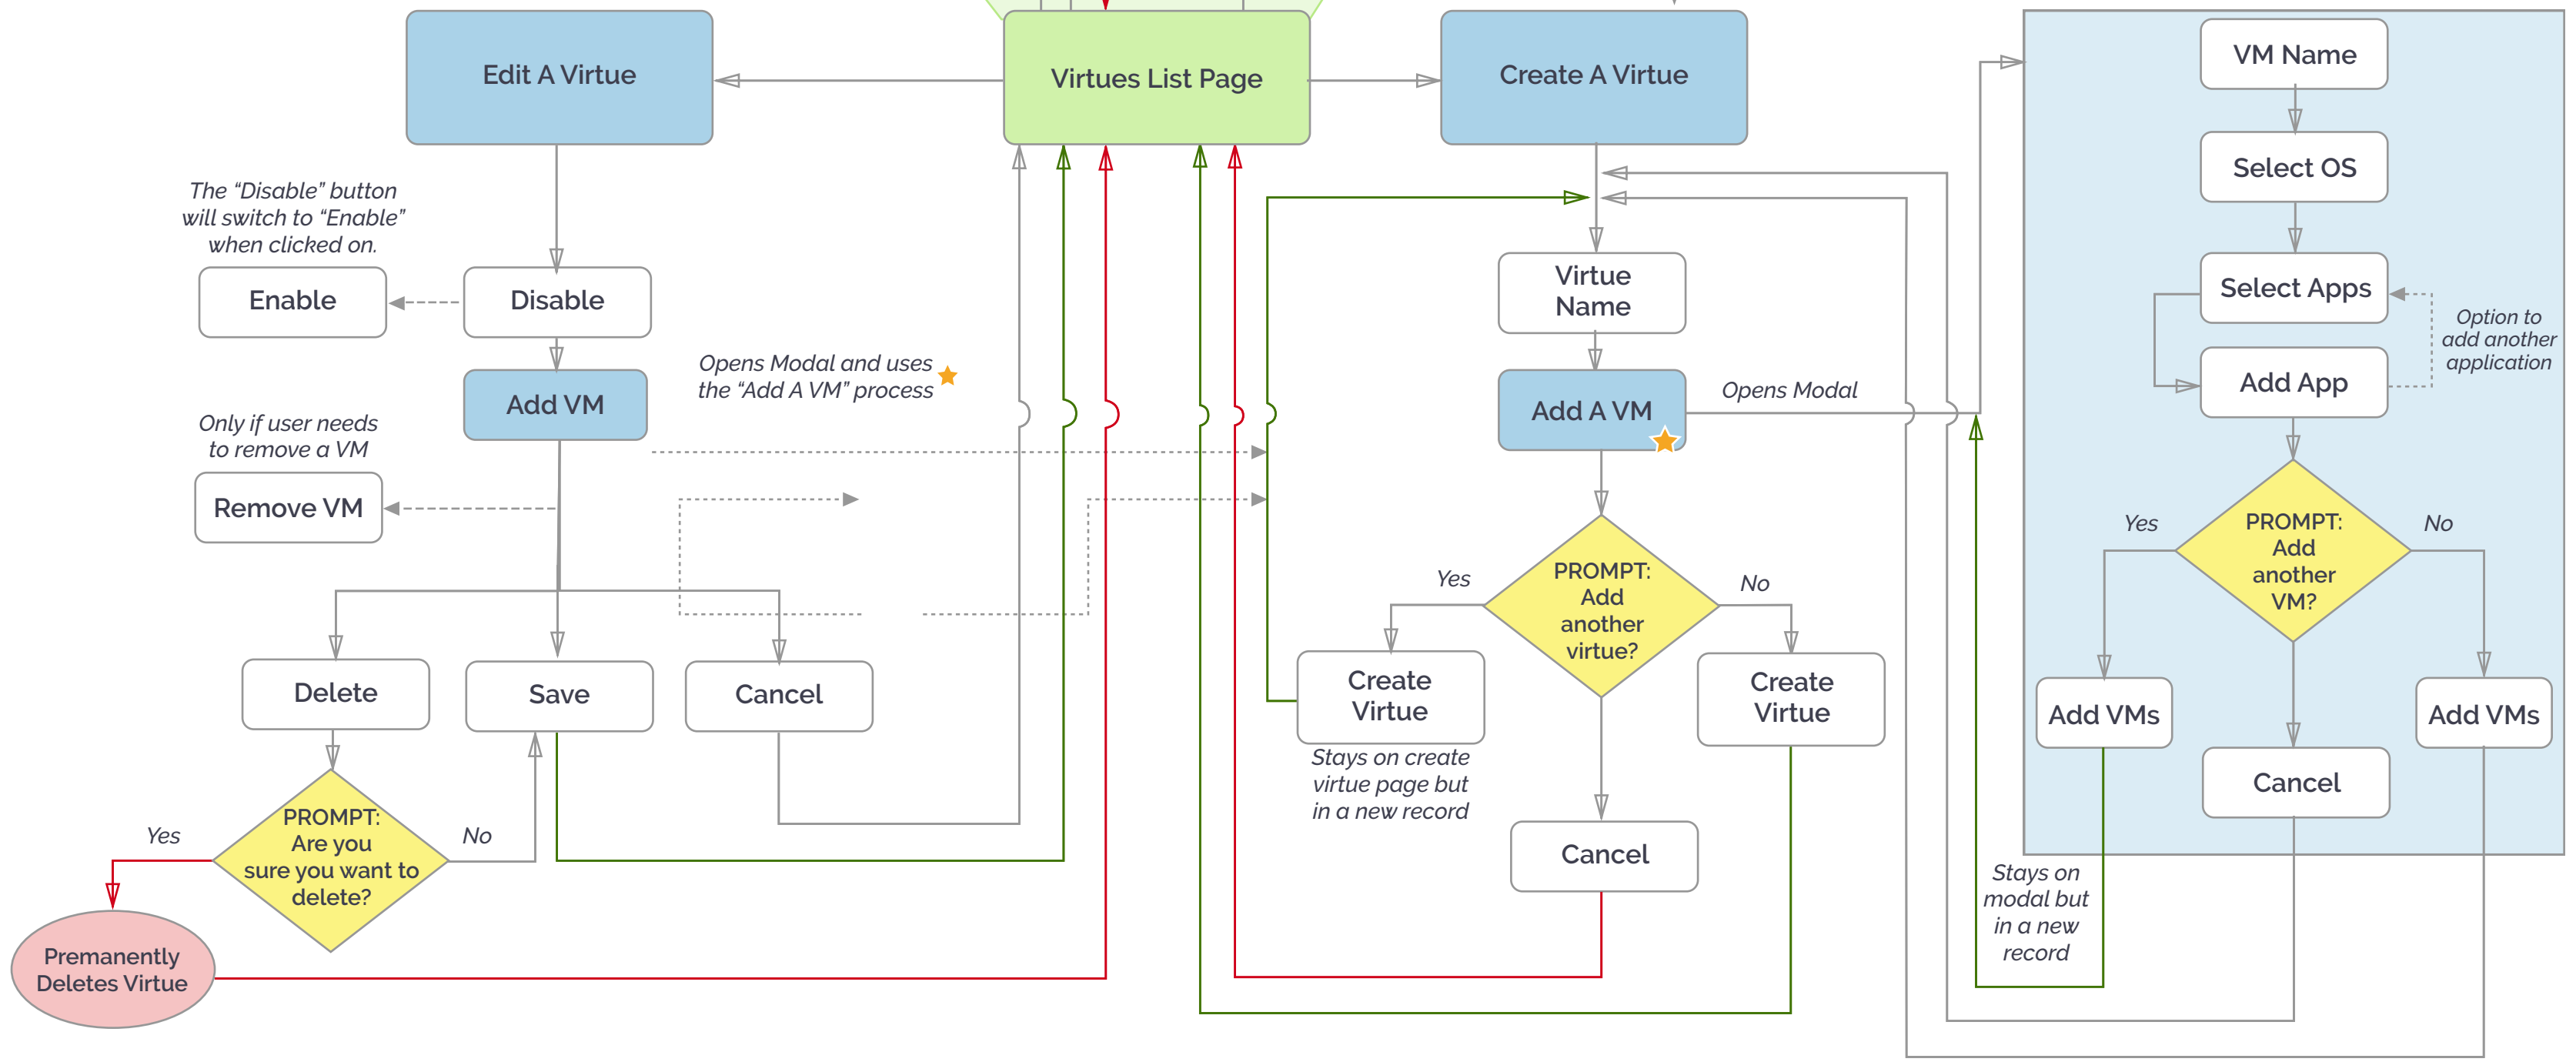 Edit A Virtue
Virtues List Page
Create A Virtue
The “Disable” button
will switch to “Enable”
when clicked on.
Enable
Disable
Add VM
Opens Modal and uses
the “Add A VM” process
Only if user needs
to remove a VM
Remove VM
Delete
Save
Cancel
PROMPT:
Are you
sure you want to
delete?
Yes
No
Premanently
Deletes Virtue
Virtue
Name
Add A VM
Opens Modal
PROMPT:
Add
another
virtue?
Yes
No
Create
Virtue
Stays on create
virtue page but
in a new record
Create
Virtue
Cancel
VM Name
Select OS
Select Apps
Add App
Option to
add another
application
PROMPT:
Add
another
VM?
Yes
No
Add VMs
Cancel
Add VMs
Stays on
modal but
in a new
record